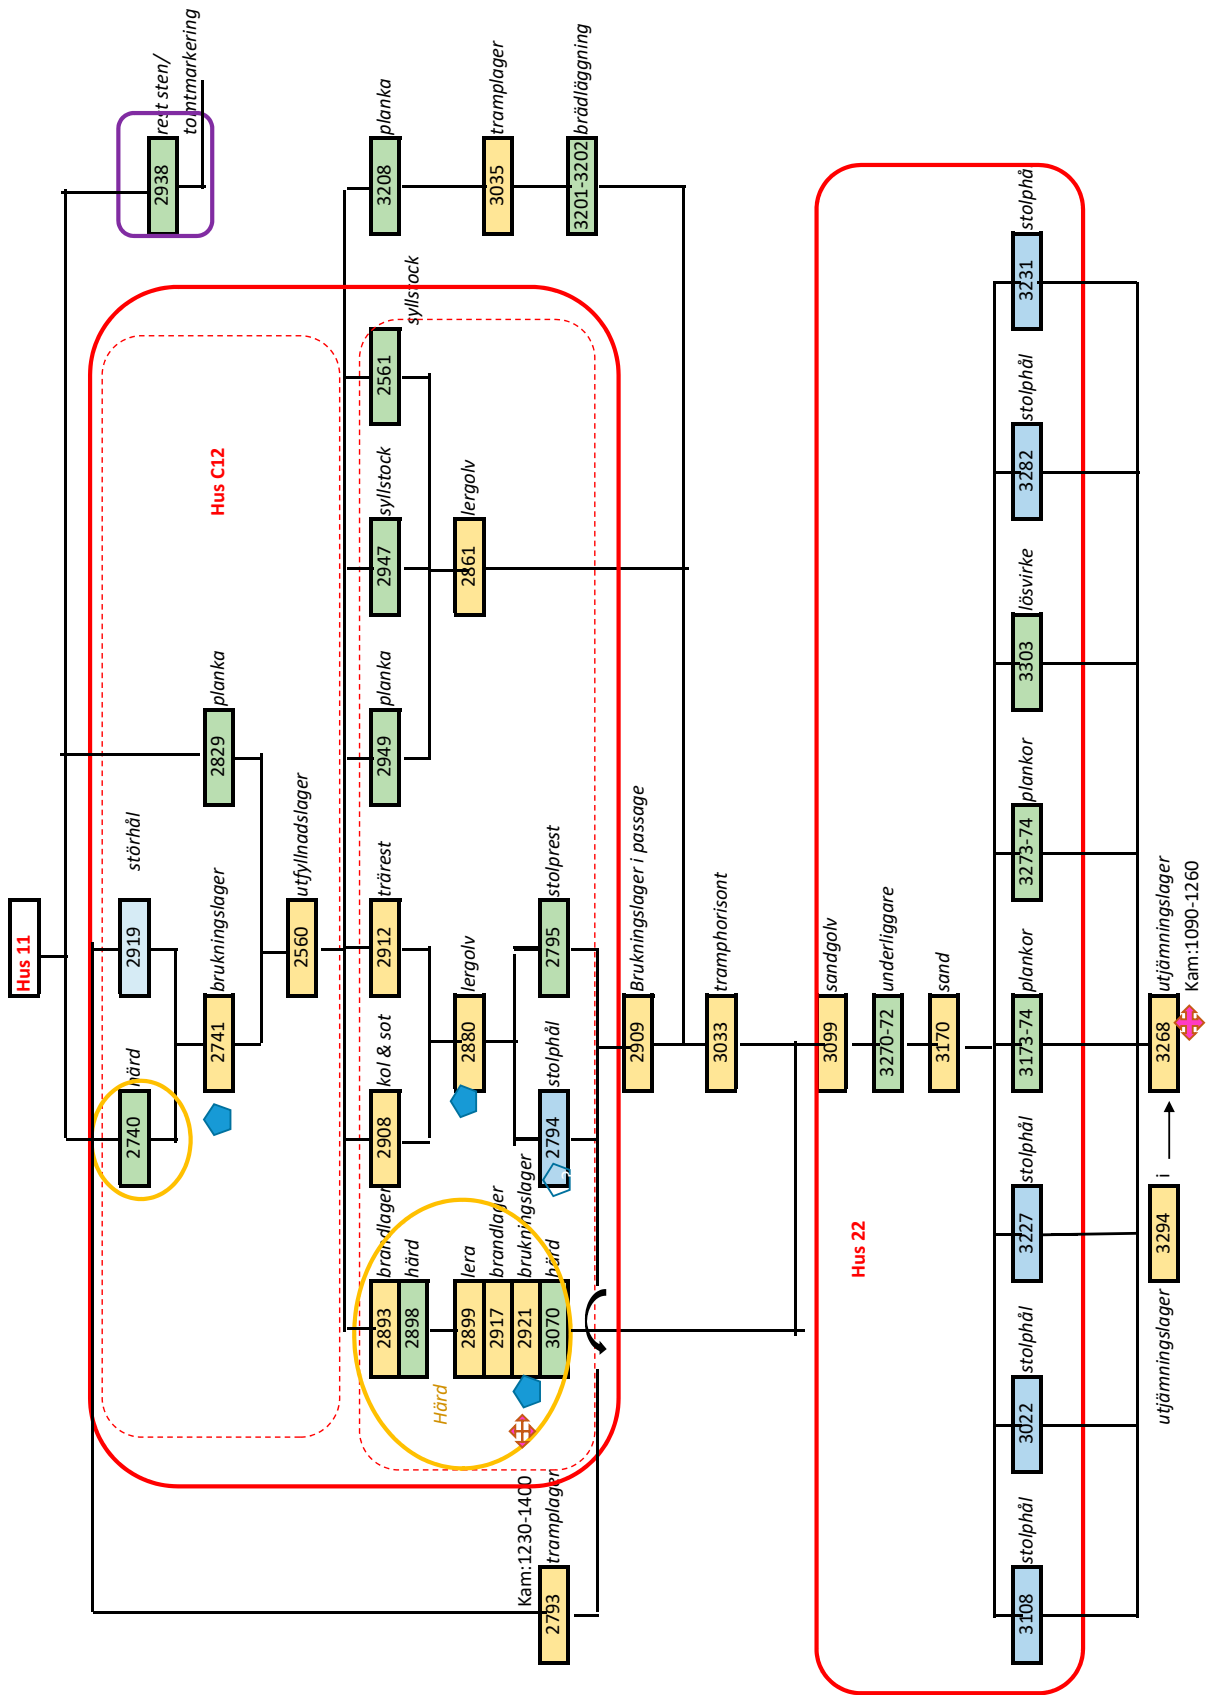 Hus 11
2740 härd
2919 störhål
2938 rest sten/
tomtmarkering
Hus C12
2741 brukningslager
2829 planka
2560 utfyllnadslager
2893 brandlager
2898 härd
2908 kol & sot
2912 trärest
2949 planka
2947 syllstock
2561 syllstock
3208 planka
Härd
2899 lera
2917 brandlager
2921 brukningslager
3070 härd
2880 lergolv
2861 lergolv
3035 tramplager
Kam:1230-1400
2793 tramplager
2794 stolphål
2795 stolprest
3201-3202 brädläggning
2909 Brukningslager i passage
3033 tramphorisont
3099 sandgolv
Hus 22
3270-72 underliggare
3170 sand
3108 stolphål
3022 stolphål
3227 stolphål
3173-74 plankor
3273-74 plankor
3303 lösvirke
3282 stolphål
3231 stolphål
utjämningslager 3294 i
3268 utjämningslager
Kam:1090-1260